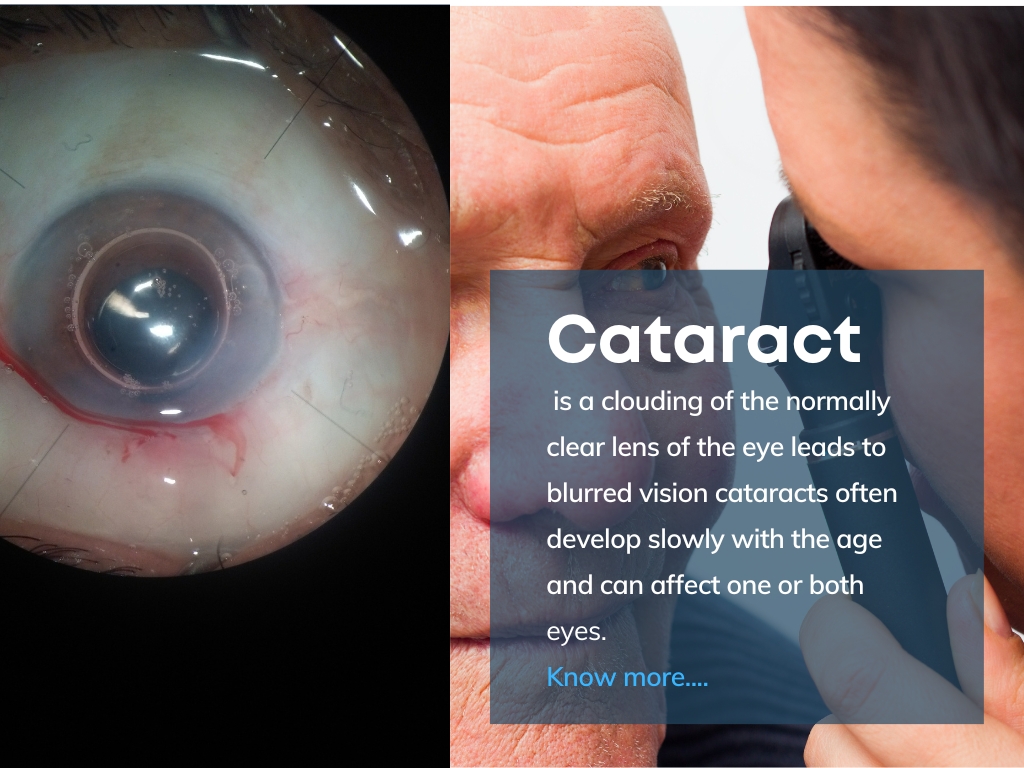 Cataract
is a clouding of the normally
clear lens of the eye leads to
blurred vision cataracts often
develop slowly with the age
and can affect one or both
eyes.
Know more....